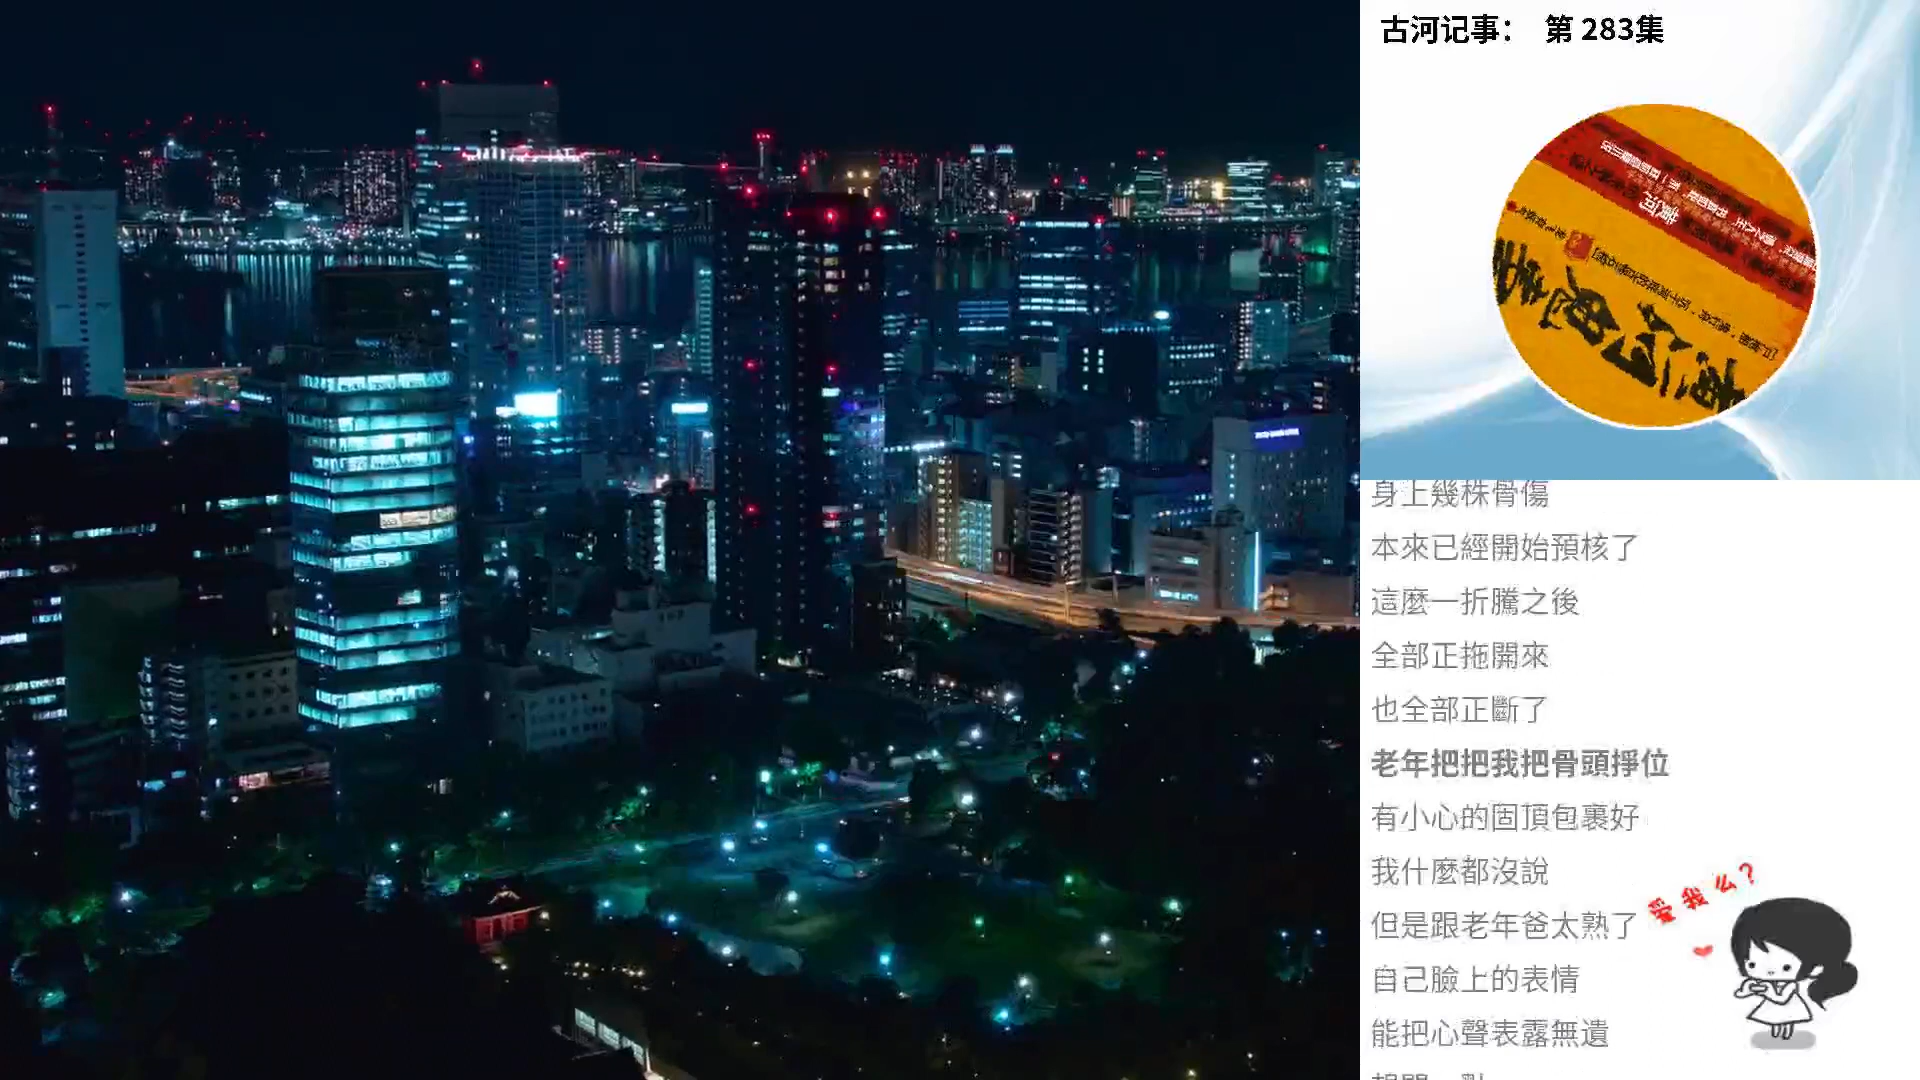 古河记事： 第 283集
身上幾株骨傷
本來已經開始預核了
這麼一折騰之後
全部正拖開來
也全部正斷了
老年把把我把骨頭掙位
有小心的固頂包裹好
我什麼都沒說
但是跟老年爸太熟了
自己臉上的表情
能把心聲表露無遺
爱我么?